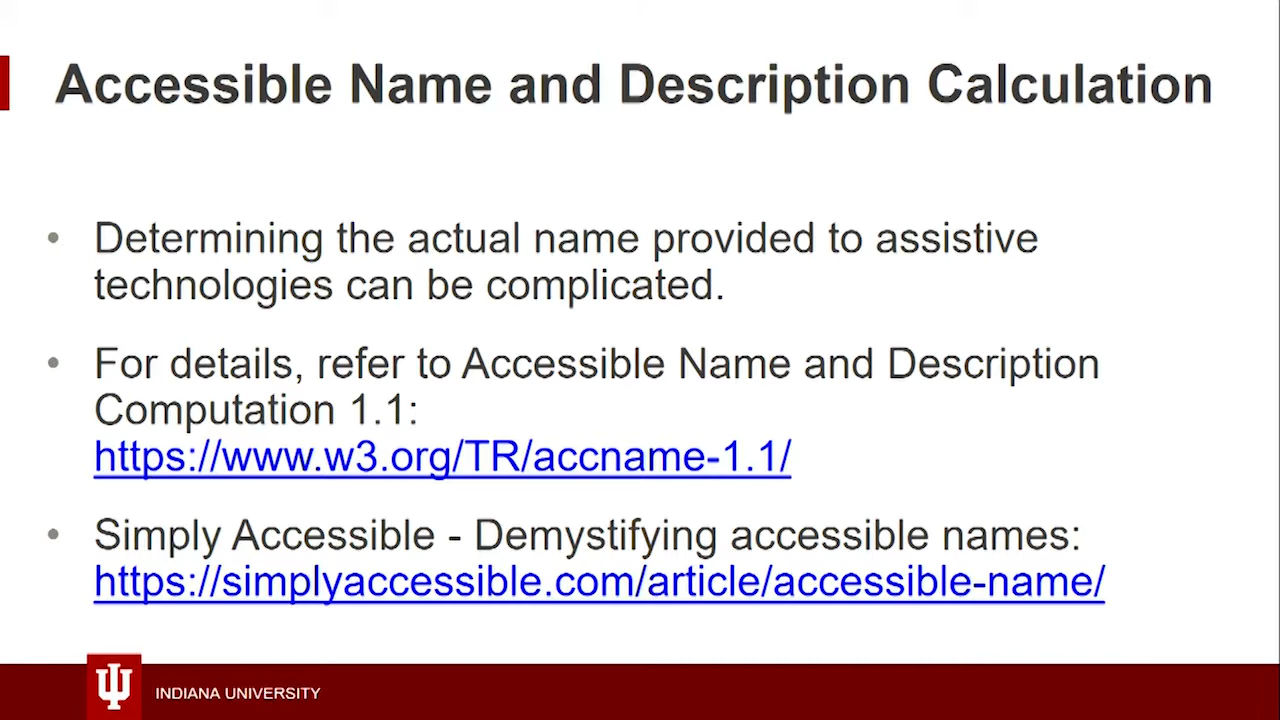 Accessible Name and Description Calculation
• Determining the actual name provided to assistive
technologies can be complicated.
• For details, refer to Accessible Name and Description
Computation 1.1:
https://www.w3.org/TR/accname-1.1/
• Simply Accessible - Demystifying accessible names:
https://simplyaccessible.com/article/accessible-name/
INDIANA UNIVERSITY